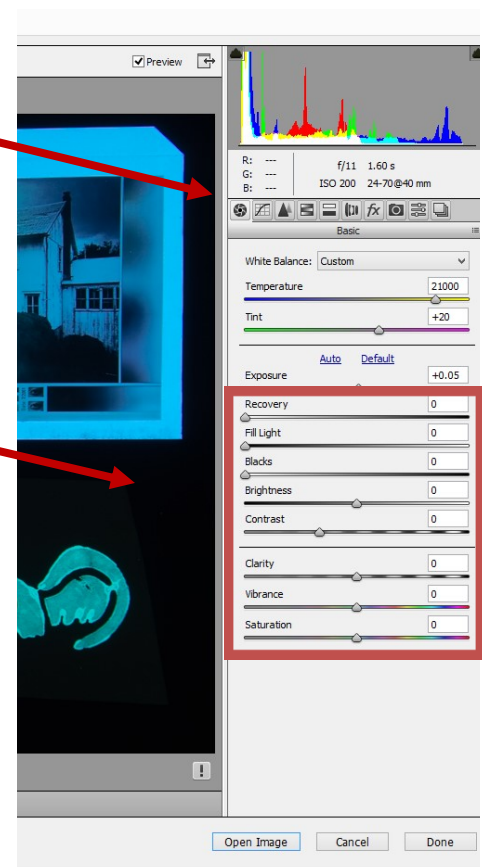 Preview
R: ---
G: ---
B: ---
f/11 1.60 s
ISO 200 24-70@40 mm
fx
Basic
White Balance: Custom
Temperature 21000
Tint +20
Auto Default
Exposure +0.05
Recovery 0
Fill Light 0
Blacks 0
Brightness 0
Contrast 0
Clarity 0
Vibrance 0
Saturation 0
!
Open Image Cancel Done